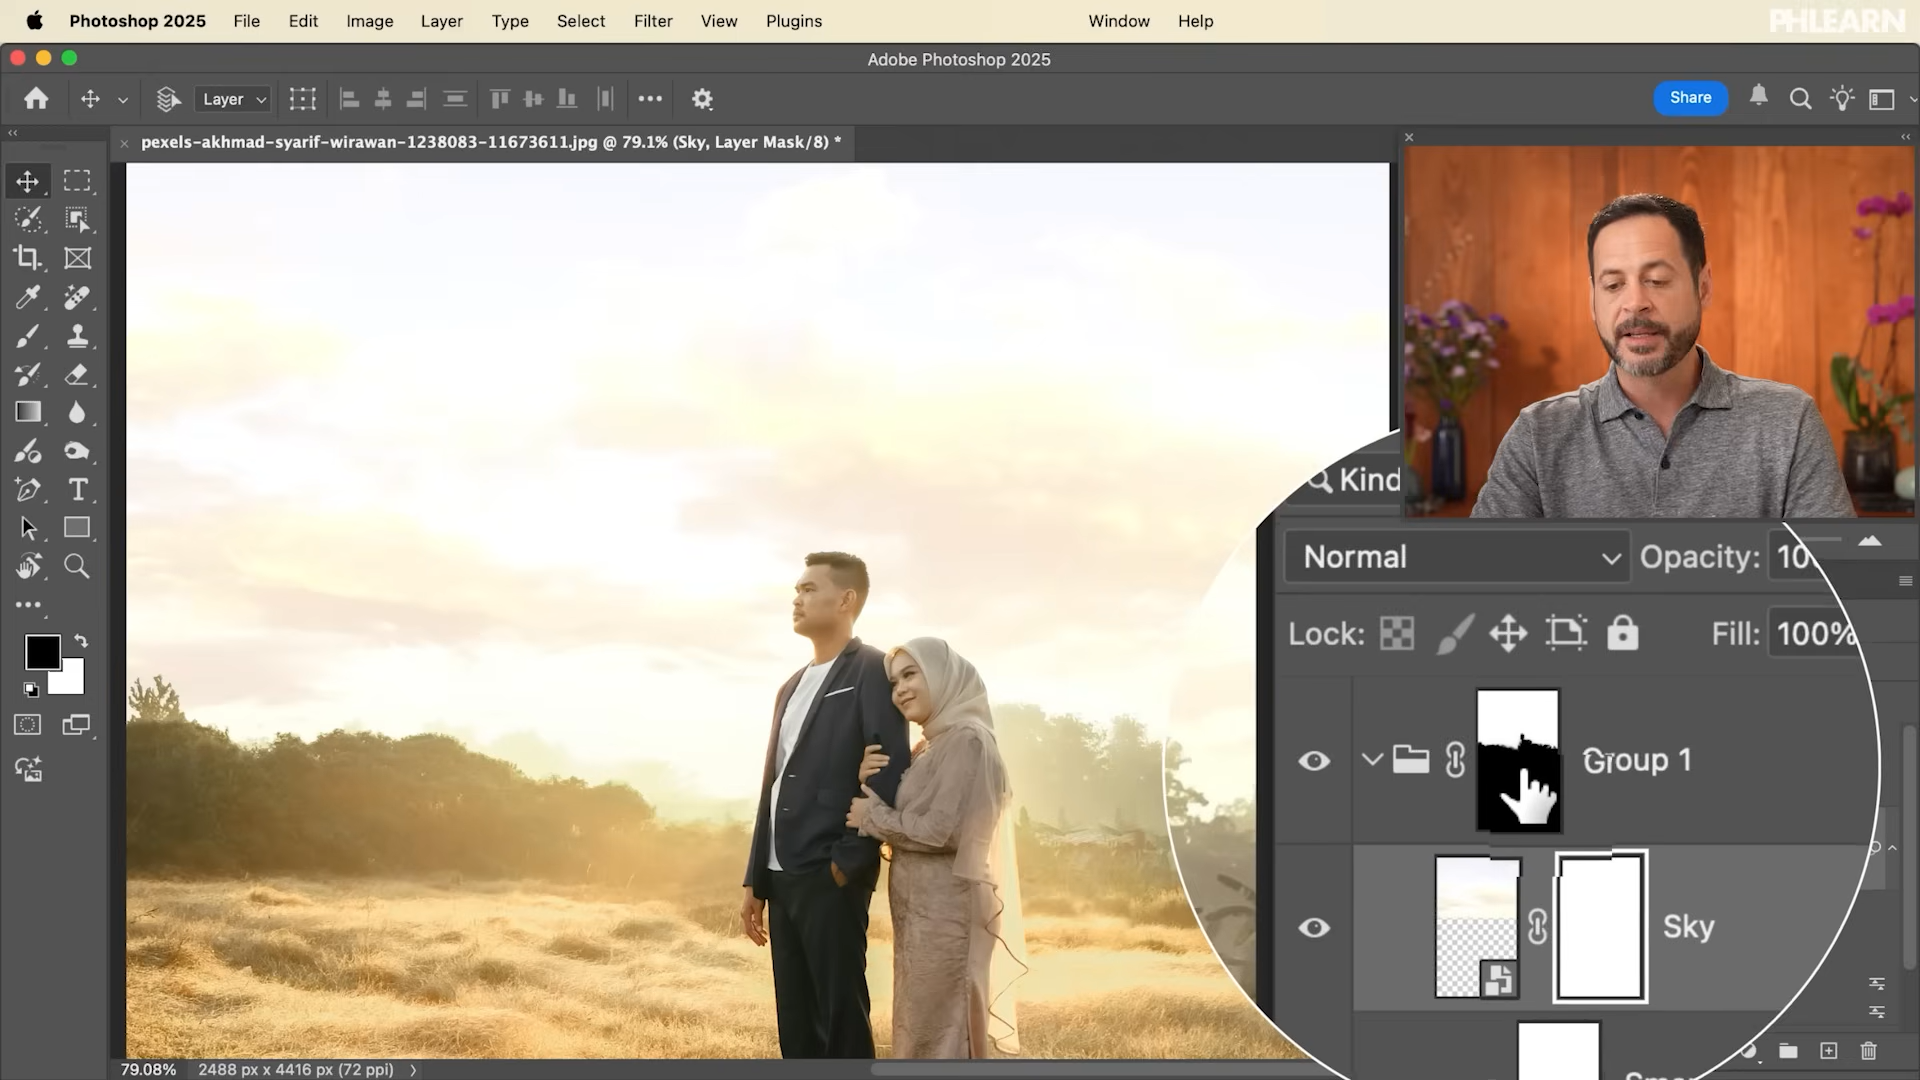 Photoshop 2025 File Edit Image Layer Type Select Filter View Plugins Window Help
PHLEARN
Adobe Photoshop 2025
Layer
Share
pexels-akhmad-syarif-wirawan-1238083-11673611.jpg @ 79.1% (Sky, Layer Mask/8) *
Kind
Normal
Opacity:
Lock:
Fill: 100%
Group 1
Sky
79.08%
2488 px x 4416 px (72 ppi)